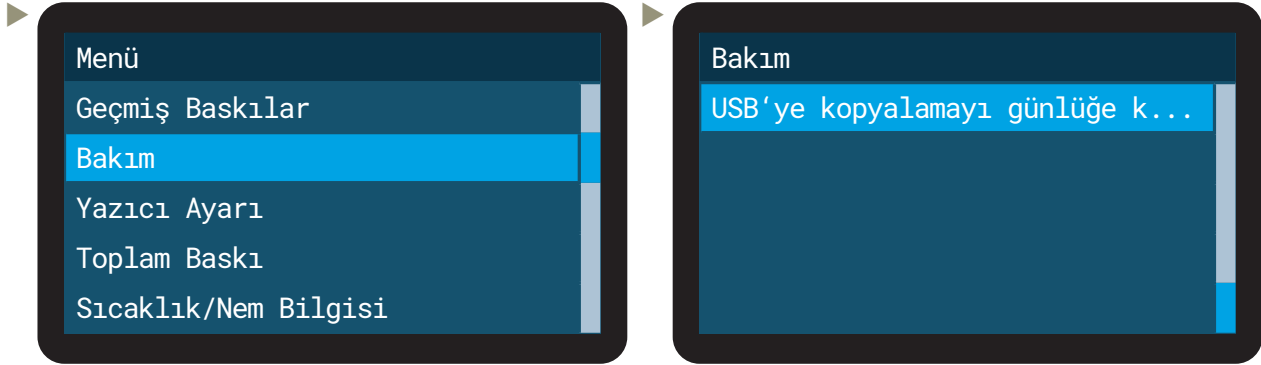 Menü
Geçmiş Baskılar
Bakım
Yazıcı Ayarı
Toplam Baskı
Sıcaklık/Nem Bilgisi
Bakım
USB‘ye kopyalamayı günlüğe k...